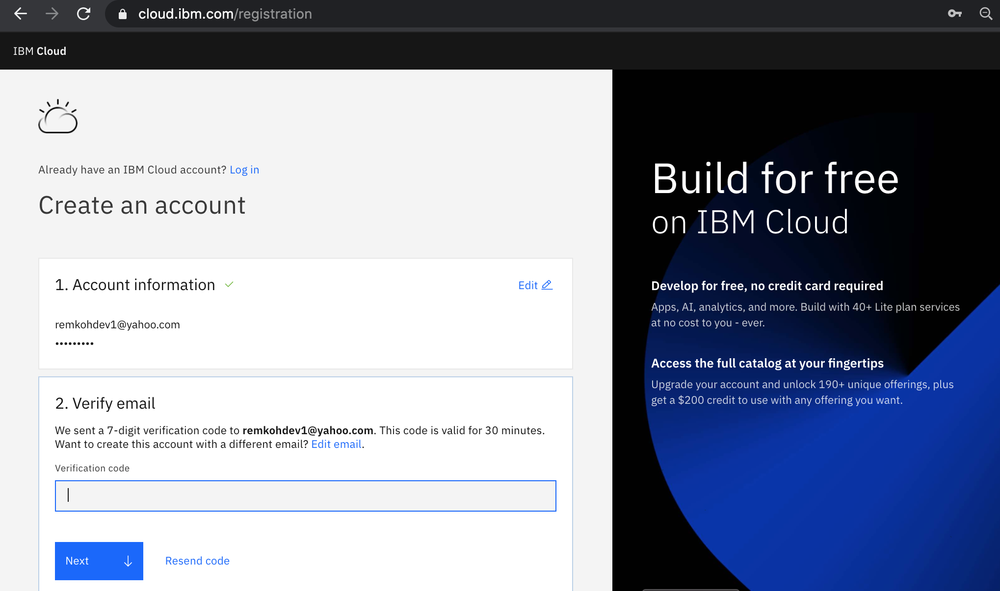 cloud.ibm.com/registration
IBM Cloud
Already have an IBM Cloud account? Log in
Create an account
1. Account information
Edit
remkohdev1@yahoo.com
•••••••••
2. Verify email
We sent a 7-digit verification code to remkohdev1@yahoo.com. This code is valid for 30 minutes.
Want to create this account with a different email? Edit email.
Verification code
Next
Resend code
Build for free
on IBM Cloud
Develop for free, no credit card required
Apps, AI, analytics, and more. Build with 40+ Lite plan services
at no cost to you - ever.
Access the full catalog at your fingertips
Upgrade your account and unlock 190+ unique offerings, plus
get a $200 credit to use with any offering you want.